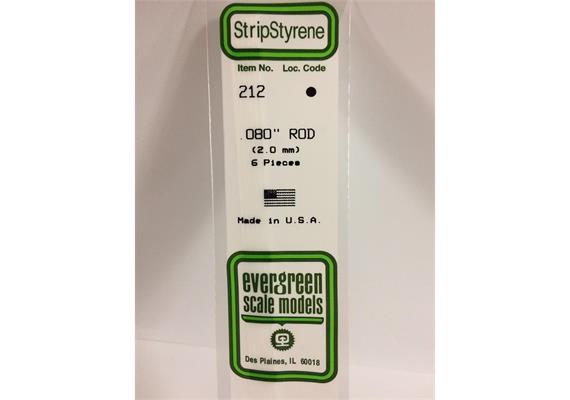 StripStyrene
Item No. Loc. Code
212
.080" ROD
(2.0 mm)
6 Pieces
Made in U.S.A.
evergreen
scale models
Des Plaines, IL 60018